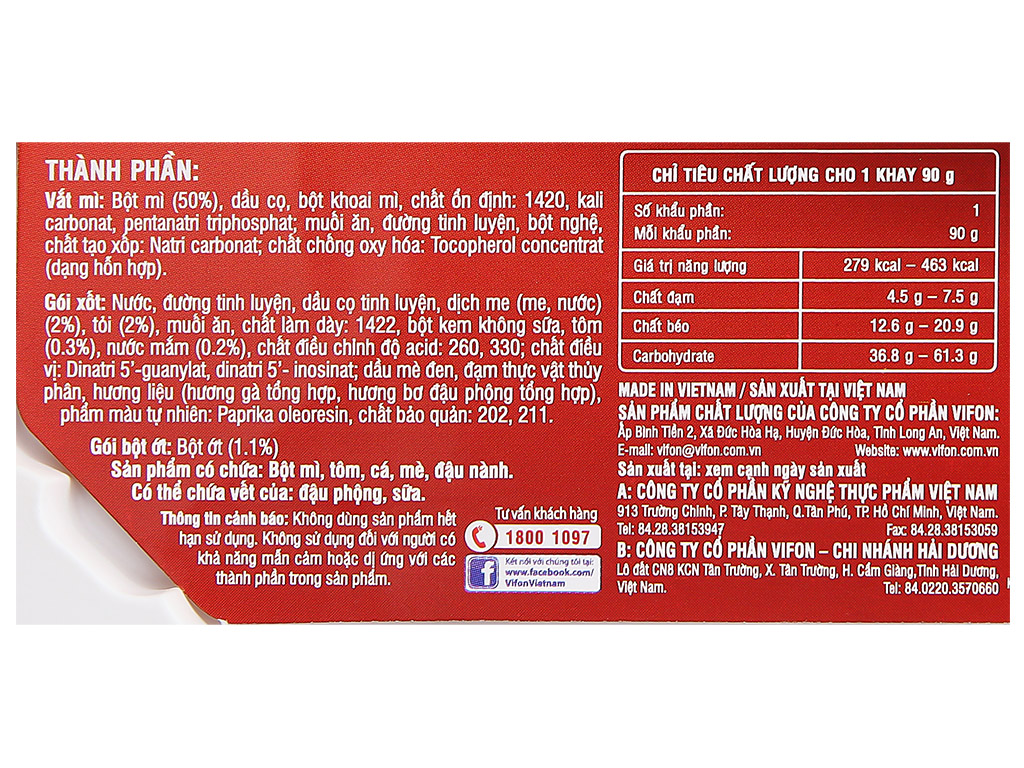 THÀNH PHẦN:
Vắt mì: Bột mì (50%), dầu cọ, bột khoai mì, chất ổn định: 1420, kali
carbonat, pentanatri triphosphat; muối ăn, đường tinh luyện, bột nghệ,
chất tạo xốp: Natri carbonat; chất chống oxy hóa: Tocopherol concentrat
(dạng hỗn hợp).
Gói xốt: Nước, đường tinh luyện, dầu cọ tinh luyện, dịch me (me, nước)
(2%), tỏi (2%), muối ăn, chất làm dày: 1422, bột kem không sữa, tôm
(0.3%), nước mắm (0.2%), chất điều chỉnh độ acid: 260, 330; chất điều
vị: Dinatri 5'-guanylat, dinatri 5'- inosinat; dầu mè đen, đạm thực vật thủy
phân, hương liệu (hương gà tổng hợp, hương bơ đậu phộng tổng hợp),
phẩm màu tự nhiên: Paprika oleoresin, chất bảo quản: 202, 211.
Gói bột ớt: Bột ớt (1.1%)
Sản phẩm có chứa: Bột mì, tôm, cá, mè, đậu nành.
Có thể chứa vết của: đậu phộng, sữa.
Thông tin cảnh báo: Không dùng sản phẩm hết
hạn sử dụng. Không sử dụng đối với người có
khả năng mẫn cảm hoặc dị ứng với các
thành phần trong sản phẩm.
Tư vấn khách hàng
1800 1097
Kết nối với chúng tôi tại:
www.facebook.com/
VifonVietnam
CHỈ TIÊU CHẤT LƯỢNG CHO 1 KHAY 90 g
Số khẩu phần: 1
Mỗi khẩu phần: 90 g
Giá trị năng lượng 279 kcal – 463 kcal
Chất đạm 4.5 g – 7.5 g
Chất béo 12.6 g – 20.9 g
Carbohydrate 36.8 g – 61.3 g
MADE IN VIETNAM / SẢN XUẤT TẠI VIỆT NAM
SẢN PHẨM CHẤT LƯỢNG CỦA CÔNG TY CỔ PHẦN VIFON:
Ấp Bình Tiền 2, Xã Đức Hòa Hạ, Huyện Đức Hòa, Tỉnh Long An, Việt Nam.
E-mail: vifon@vifon.com.vn Website: www.vifon.com.vn
Sản xuất tại: xem cạnh ngày sản xuất
A: CÔNG TY CỔ PHẦN KỸ NGHỆ THỰC PHẨM VIỆT NAM
913 Trường Chinh, P. Tây Thạnh, Q.Tân Phú, TP. Hồ Chí Minh, Việt Nam.
Tel: 84.28.38153947 Fax: 84.28.38153059
B: CÔNG TY CỔ PHẦN VIFON – CHI NHÁNH HẢI DƯƠNG
Lô đất CN8 KCN Tân Trường, X. Tân Trường, H. Cẩm Giàng,Tỉnh Hải Dương,
Việt Nam. Tel: 84.0220.3570660